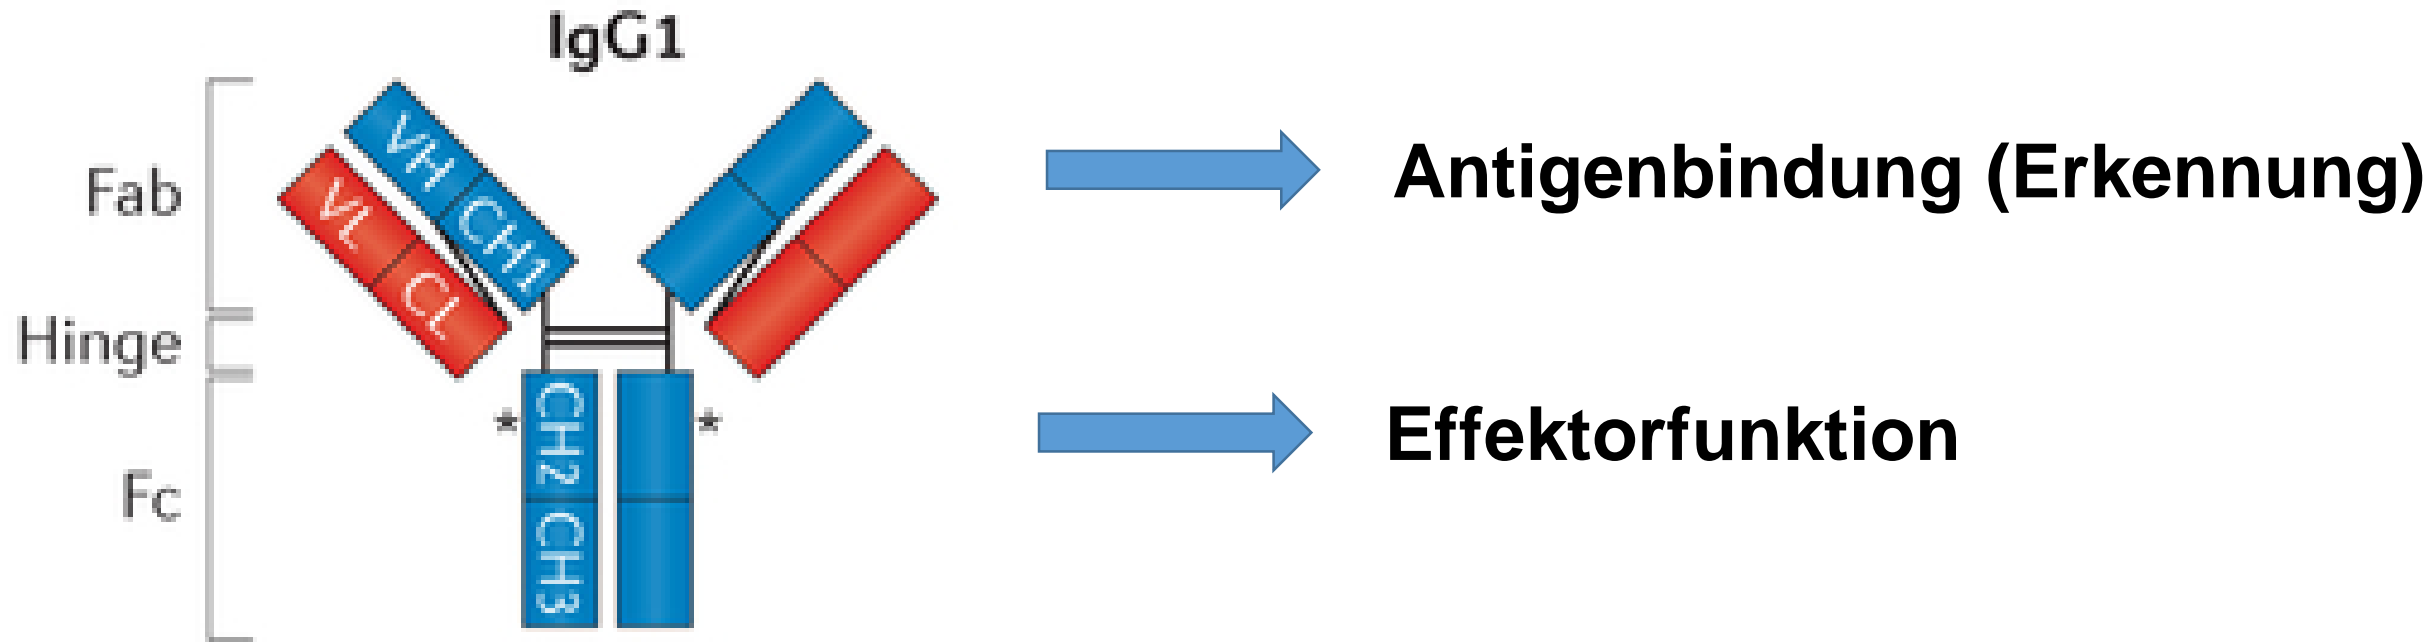 IgG1
Fab
VH
VL
CH1
CL
Antigenbindung (Erkennung)
Hinge
Fc
* CH2 *
CH3
Effektorfunktion